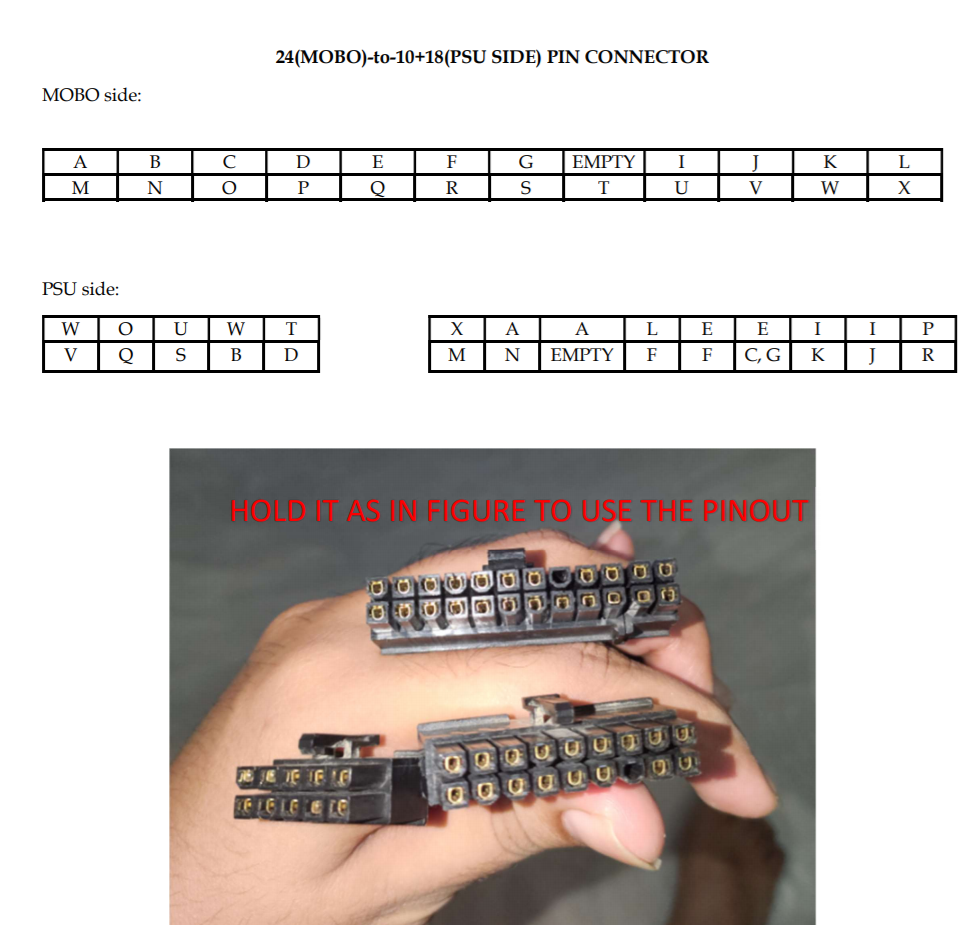 24(MOBO)-to-10+18(PSU SIDE) PIN CONNECTOR
MOBO side:
A B C D E F G EMPTY I J K L
M N O P Q R S T U V W X
PSU side:
W O U W T
V Q S B D
X A A L E E I I P
M N EMPTY F F C, G K J R
HOLD IT AS IN FIGURE TO USE THE PINOUT